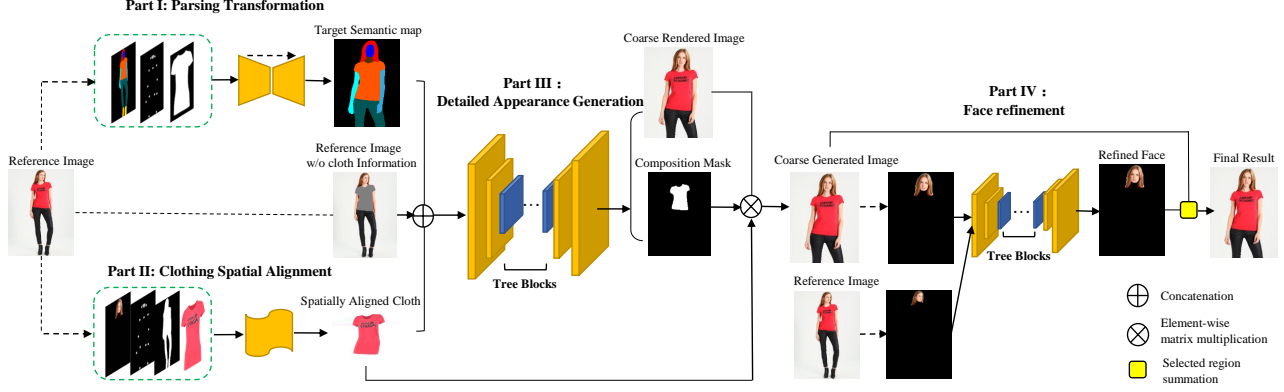 Part I: Parsing Transformation
Target Semantic map
Coarse Rendered Image
Part III :
Detailed Appearance Generation
Part IV :
Face refinement
Reference Image
Reference Image
w/o cloth Information
Composition Mask
Coarse Generated Image
Refined Face
Final Result
Tree Blocks
Part II: Clothing Spatial Alignment
Spatially Aligned Cloth
Tree Blocks
Reference Image
Concatenation
Element-wise
matrix multiplication
Selected region
summation